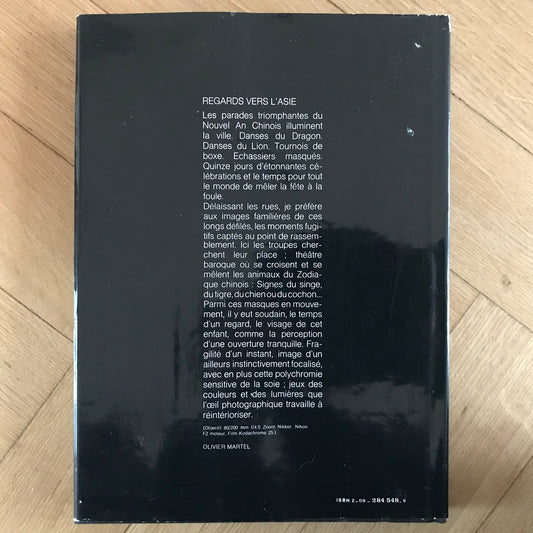 REGARDS VERS L'ASIE
Les parades triomphantes du
Nouvel An Chinois illuminent
la ville. Danses du Dragon.
Danses du Lion. Tournois de
boxe. Echassiers masqués.
Quinze jours d'étonnantes cé-
lébrations et le temps pour tout
le monde de mêler la fête à la
foule.
Délaissant les rues, je préfère
aux images familières de ces
longs défilés, les moments fugi-
tifs captés au point de rassem-
blement. Ici les troupes cher-
chent leur place ; théâtre
baroque où se croisent et se
mêlent les animaux du Zodia-
que chinois : Signes du singe,
du tigre, du chien ou du cochon...
Parmi ces masques en mouve-
ment, il y eut soudain, le temps
d'un regard, le visage de cet
enfant, comme la perception
d'une ouverture tranquille. Fra-
gilité d'un instant, image d'un
ailleurs instinctivement focalisé,
avec en plus cette polychromie
sensitive de la soie ; jeux des
couleurs et des lumières que
l'œil photographique travaille à
réintérioriser.
(Objectif 80/200 mm f/4.5 Zoom Nikkor. Nikon
F2 moteur. Film Kodachrome 25.)
OLIVIER MARTEL
ISBN 2-09-284 548_9